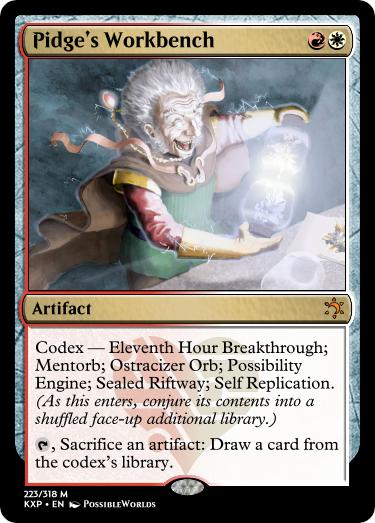 Pidge's Workbench
Artifact
Codex — Eleventh Hour Breakthrough;
Mentorb; Ostracizer Orb; Possibility
Engine; Sealed Riftway; Self Replication.
(As this enters, conjure its contents into a
shuffled face-up additional library.)
, Sacrifice an artifact: Draw a card from
the codex's library.
223/318 M
KXP • EN PossibleWorlds